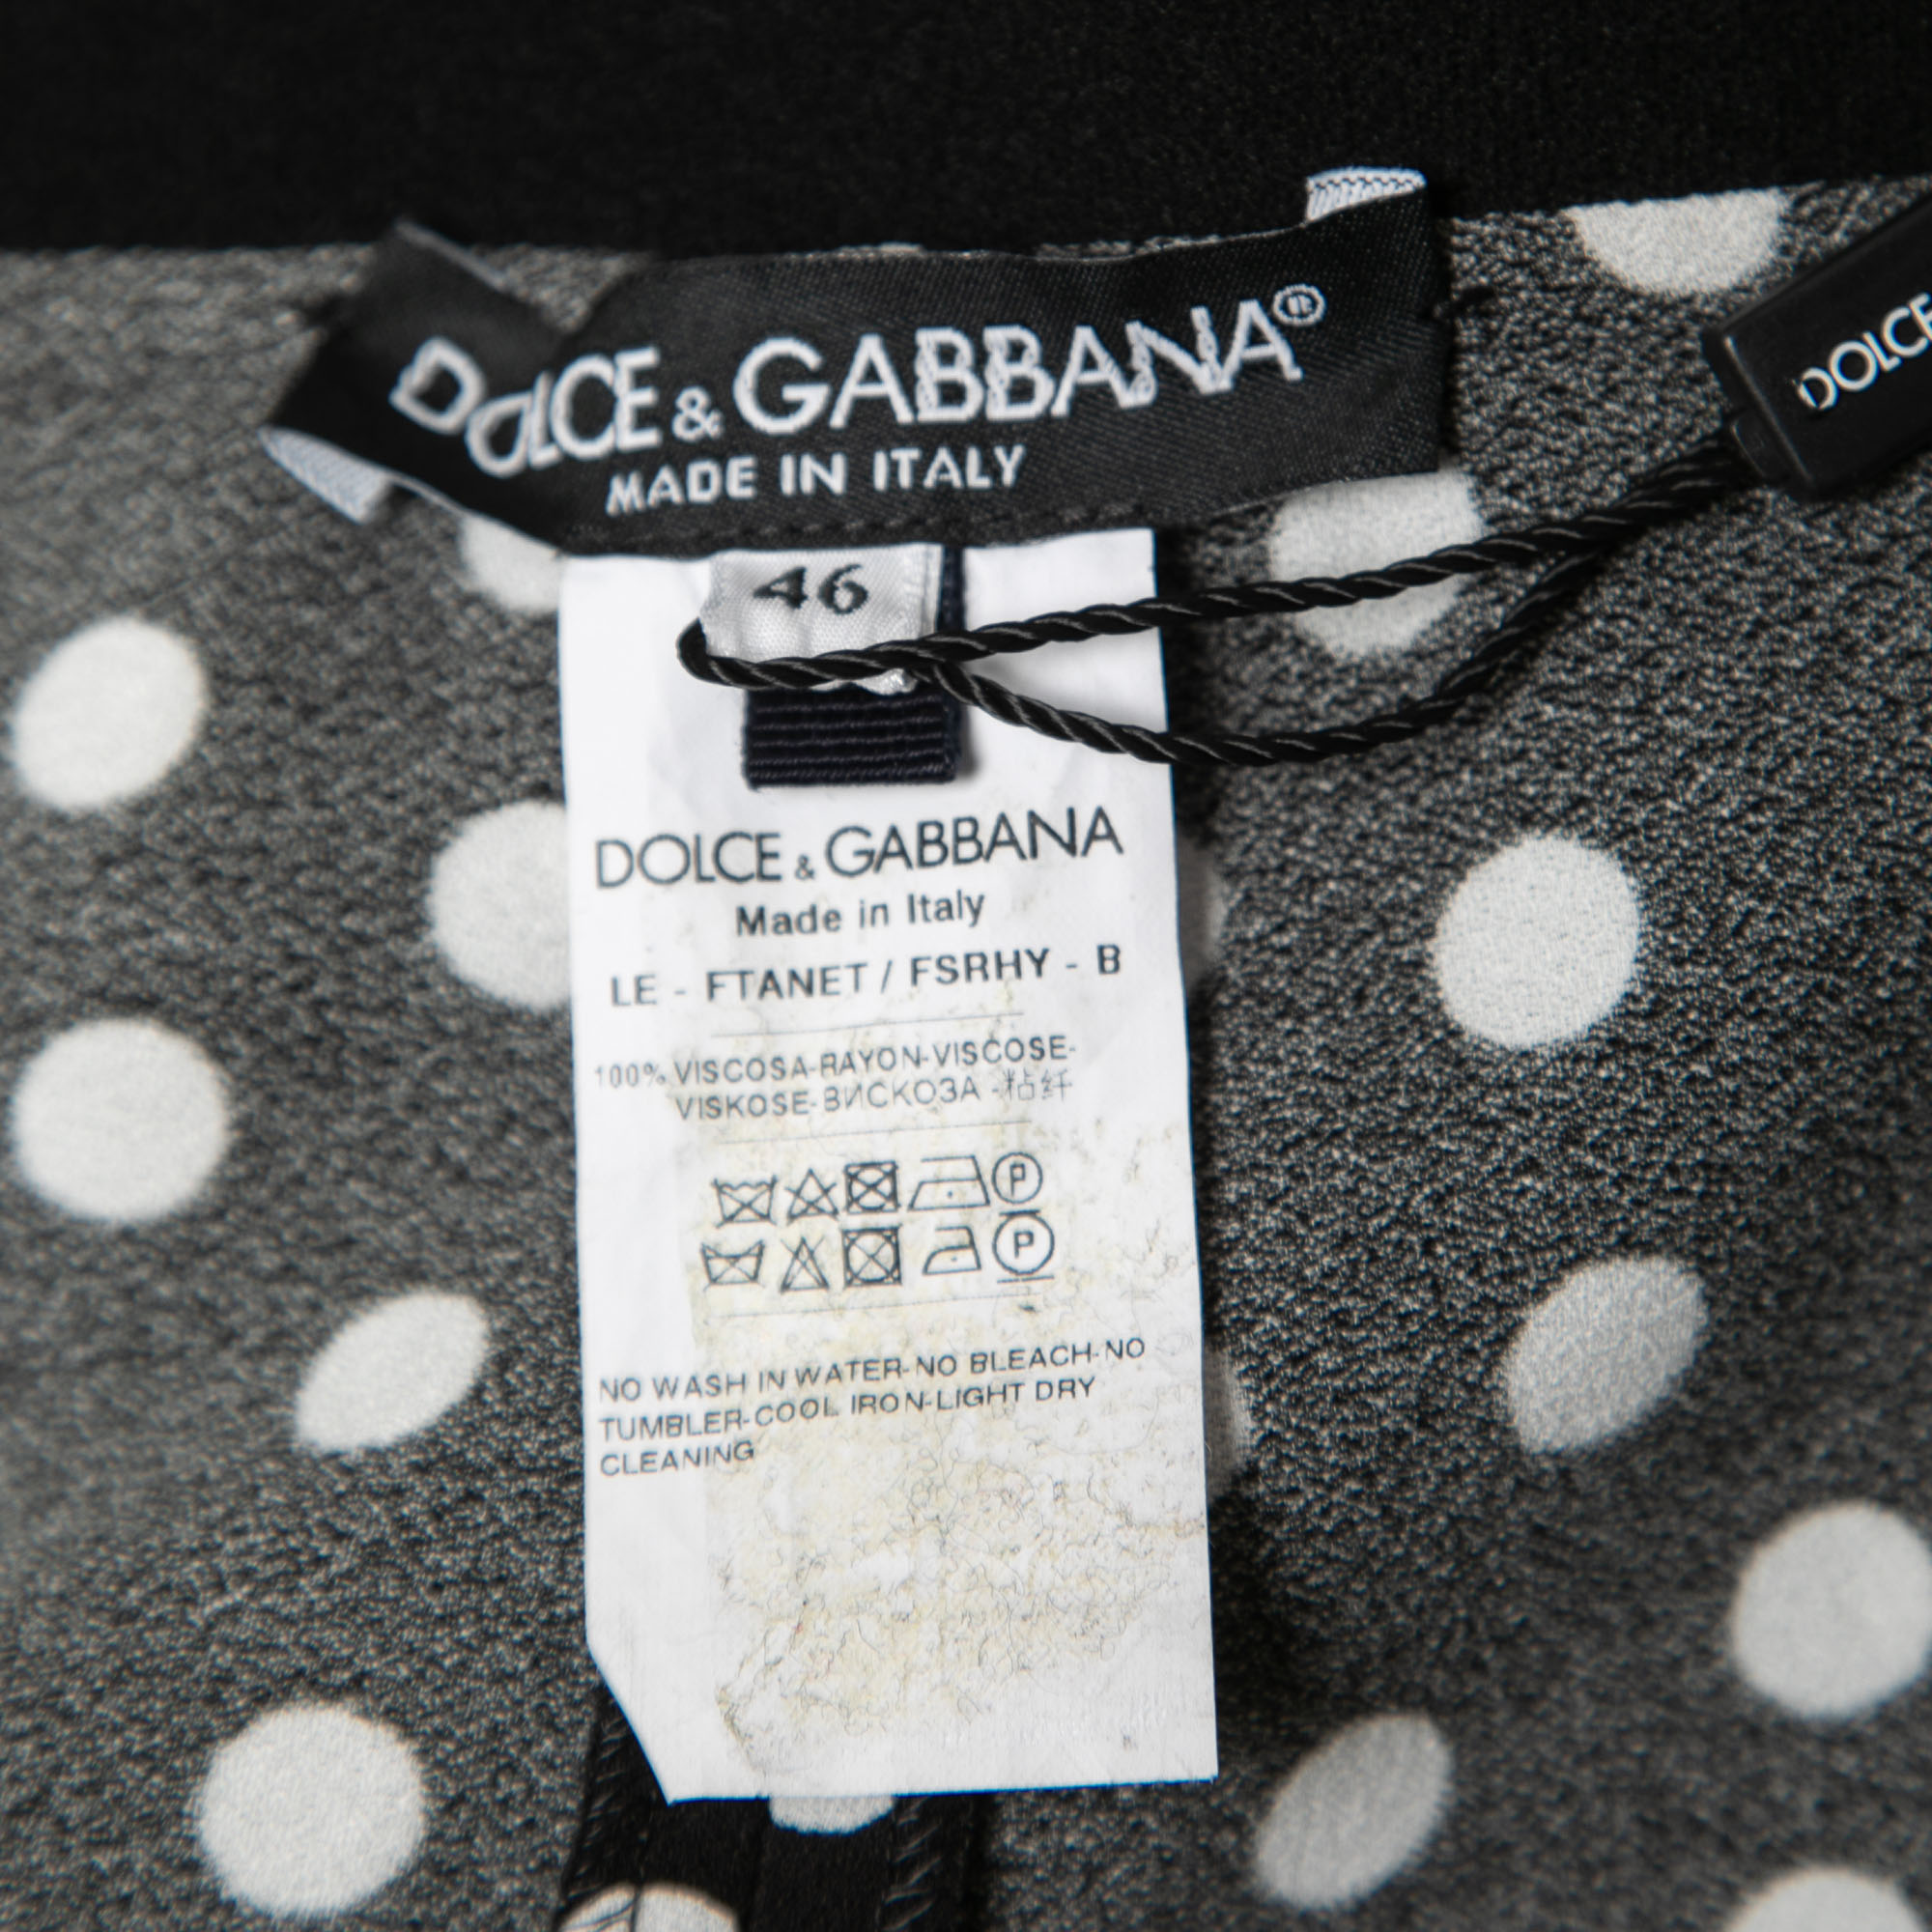 DOLCE & GABBANA®
MADE IN ITALY
DOLCE
46
DOLCE & GABBANA
Made in Italy
LE - FTANET / FSRHY - B
100% VISCOSA-RAYON-VISCOSE-
VISKOSE-ВИСКОЗА -粘纤
P
P
NO WASH IN WATER-NO BLEACH-NO
TUMBLER-COOL IRON-LIGHT DRY
CLEANING